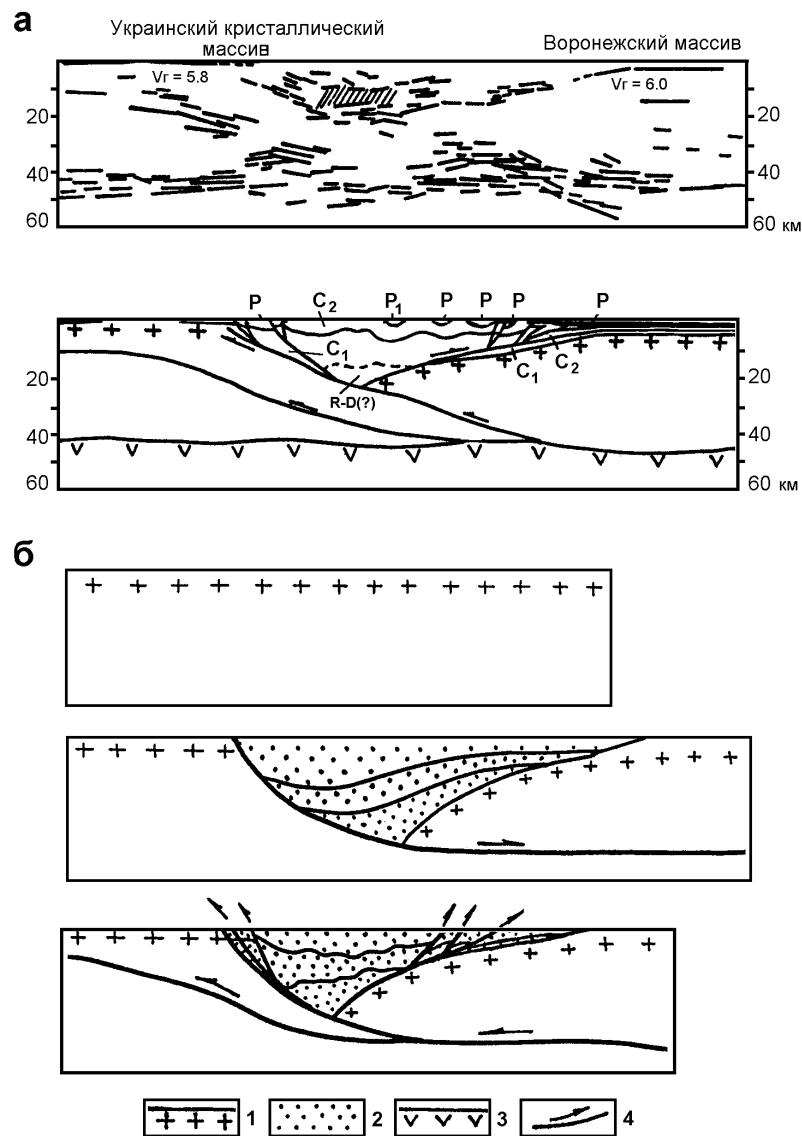 а
Украинский кристаллический
массив
Воронежский массив
Vг = 5.8
Vг = 6.0
20
20
40
40
60
60 км
P C₂ P₁ P P P P
C₁
C₁
C₂
R-D(?)
20
20
40
40
60
60 км
б
1 2 3 4